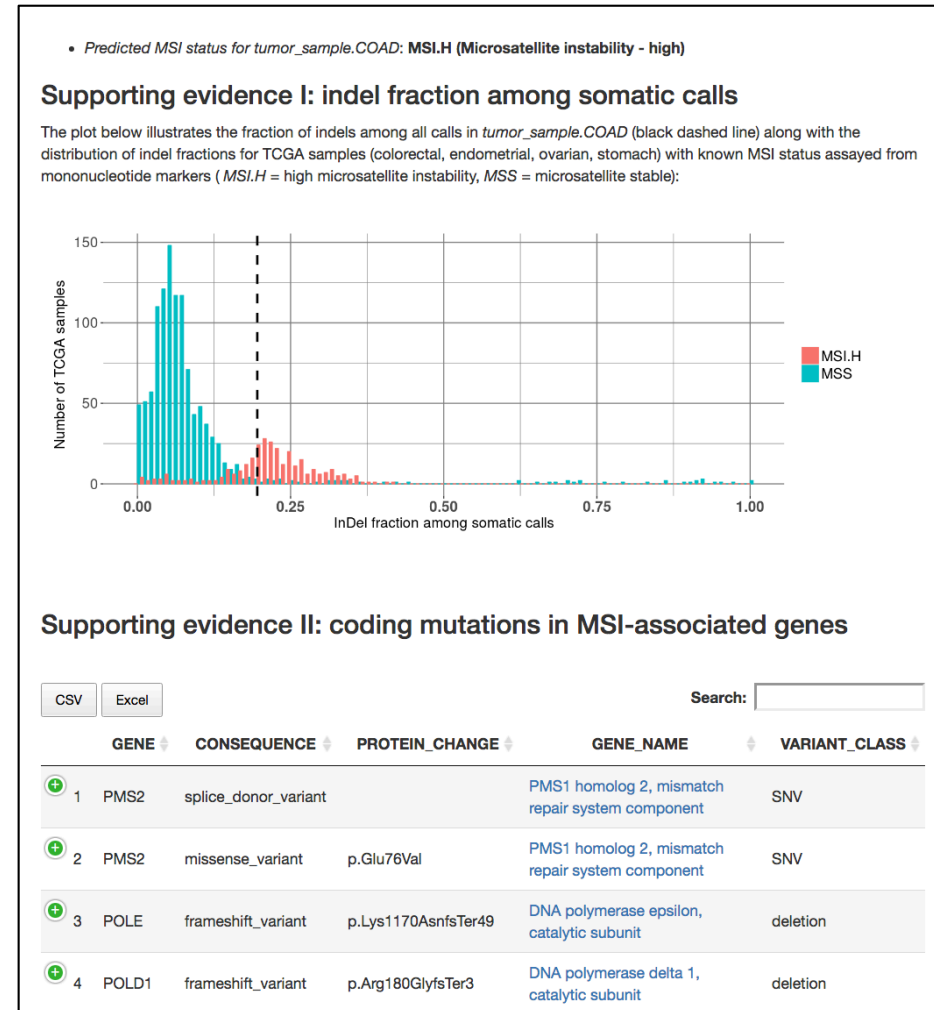 • Predicted MSI status for tumor_sample.COAD: MSI.H (Microsatellite instability - high)
Supporting evidence I: indel fraction among somatic calls
The plot below illustrates the fraction of indels among all calls in tumor_sample.COAD (black dashed line) along with the
distribution of indel fractions for TCGA samples (colorectal, endometrial, ovarian, stomach) with known MSI status assayed from
mononucleotide markers ( MSI.H = high microsatellite instability, MSS = microsatellite stable):
150
100
50
0
Number of TCGA samples
0.00 0.25 0.50 0.75 1.00
InDel fraction among somatic calls
MSI.H
MSS
Supporting evidence II: coding mutations in MSI-associated genes
CSV Excel Search:
GENE CONSEQUENCE PROTEIN_CHANGE GENE_NAME VARIANT_CLASS
1 PMS2 splice_donor_variant PMS1 homolog 2, mismatch repair system component SNV
2 PMS2 missense_variant p.Glu76Val PMS1 homolog 2, mismatch repair system component SNV
3 POLE frameshift_variant p.Lys1170AsnfsTer49 DNA polymerase epsilon, catalytic subunit deletion
4 POLD1 frameshift_variant p.Arg180GlyfsTer3 DNA polymerase delta 1, catalytic subunit deletion